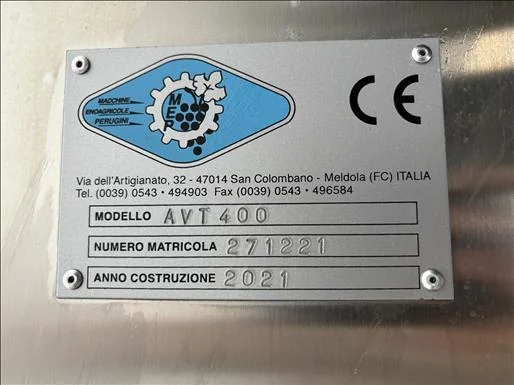 MACCHINE
ENOAGRICOLE
PERUGINI
MEP
CE
Via dell'Artigianato, 32 - 47014 San Colombano - Meldola (FC) ITALIA
Tel. (0039) 0543 • 494903 Fax (0039) 0543 • 496584
MODELLO AVT400
NUMERO MATRICOLA 271221
ANNO COSTRUZIONE 2021